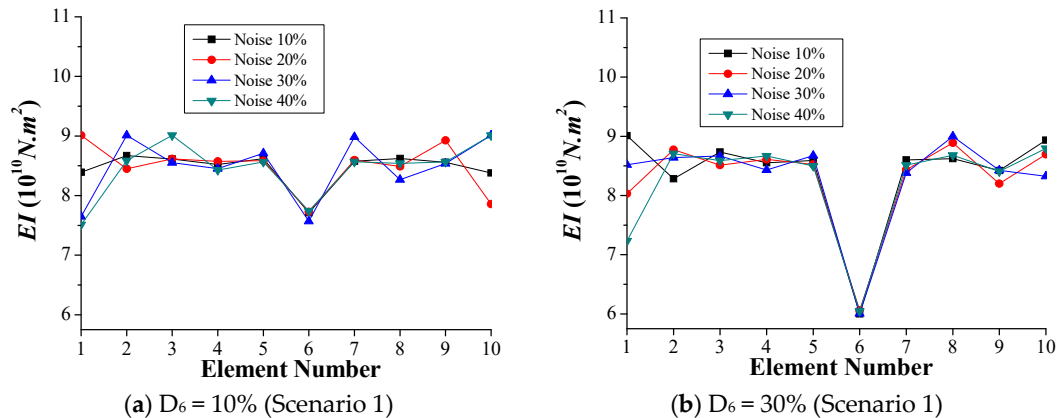 11
10
9
8
7
6
EI (10¹⁰ N.m²)
Noise 10%
Noise 20%
Noise 30%
Noise 40%
1 2 3 4 5 6 7 8 9 10
Element Number
(a) D₆ = 10% (Scenario 1)
11
10
9
8
7
6
EI (10¹⁰ N.m²)
Noise 10%
Noise 20%
Noise 30%
Noise 40%
1 2 3 4 5 6 7 8 9 10
Element Number
(b) D₆ = 30% (Scenario 1)